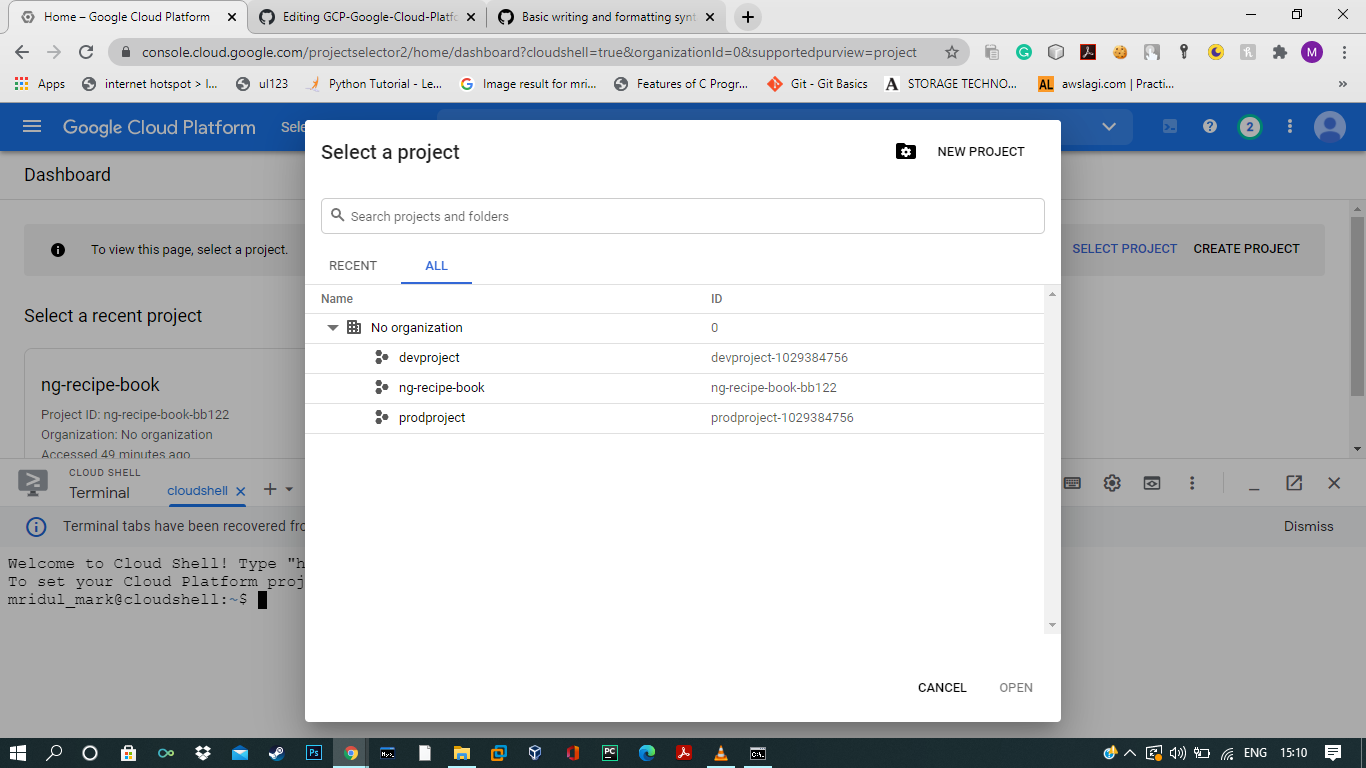 Home – Google Cloud Platform
Editing GCP-Google-Cloud-Platfo
Basic writing and formatting synt
console.cloud.google.com/projectselector2/home/dashboard?cloudshell=true&organizationId=0&supportedpurview=project
M
Apps
internet hotspot > I...
ul123
Python Tutorial - Le...
Image result for mri...
Features of C Progr...
Git - Git Basics
A STORAGE TECHNO...
AL awslagi.com | Practi...
»
Google Cloud Platform
Sele
2
Dashboard
To view this page, select a project.
SELECT PROJECT
CREATE PROJECT
Select a recent project
ng-recipe-book
Project ID: ng-recipe-book-bb122
Organization: No organization
Accessed 49 minutes ago
Select a project
NEW PROJECT
Search projects and folders
RECENT
ALL
Name ID
No organization 0
devproject devproject-1029384756
ng-recipe-book ng-recipe-book-bb122
prodproject prodproject-1029384756
CANCEL
OPEN
CLOUD SHELL
Terminal
cloudshell
Terminal tabs have been recovered fro
Dismiss
Welcome to Cloud Shell! Type "h
To set your Cloud Platform proj
mridul_mark@cloudshell:~$
Ps
PC
ENG
15:10